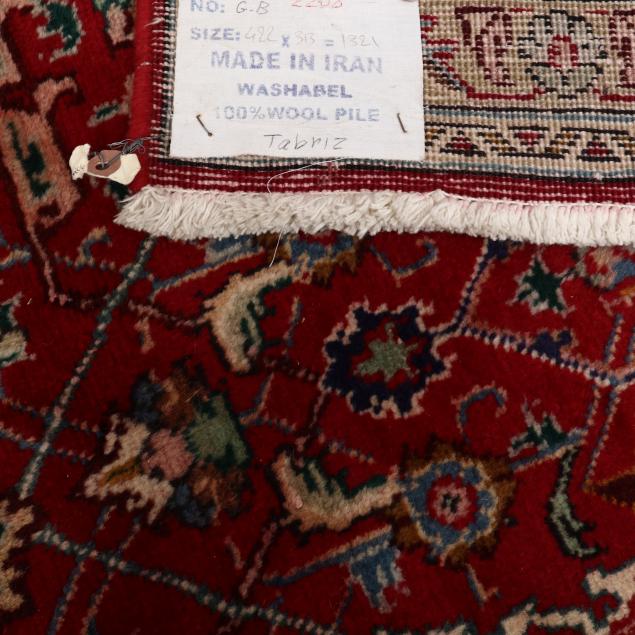 NO: G.B
SIZE: 422 x 313 = 1321
MADE IN IRAN
WASHABEL
100% WOOL PILE
Tabriz